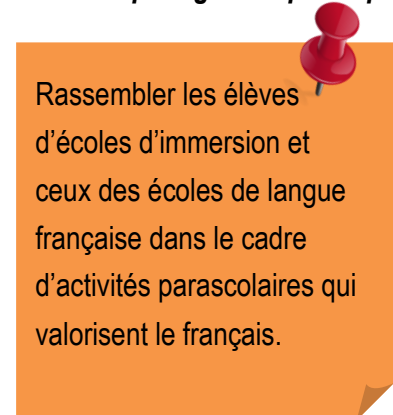 Rassembler les élèves
d’écoles d’immersion et
ceux des écoles de langue
française dans le cadre
d’activités parascolaires qui
valorisent le français.